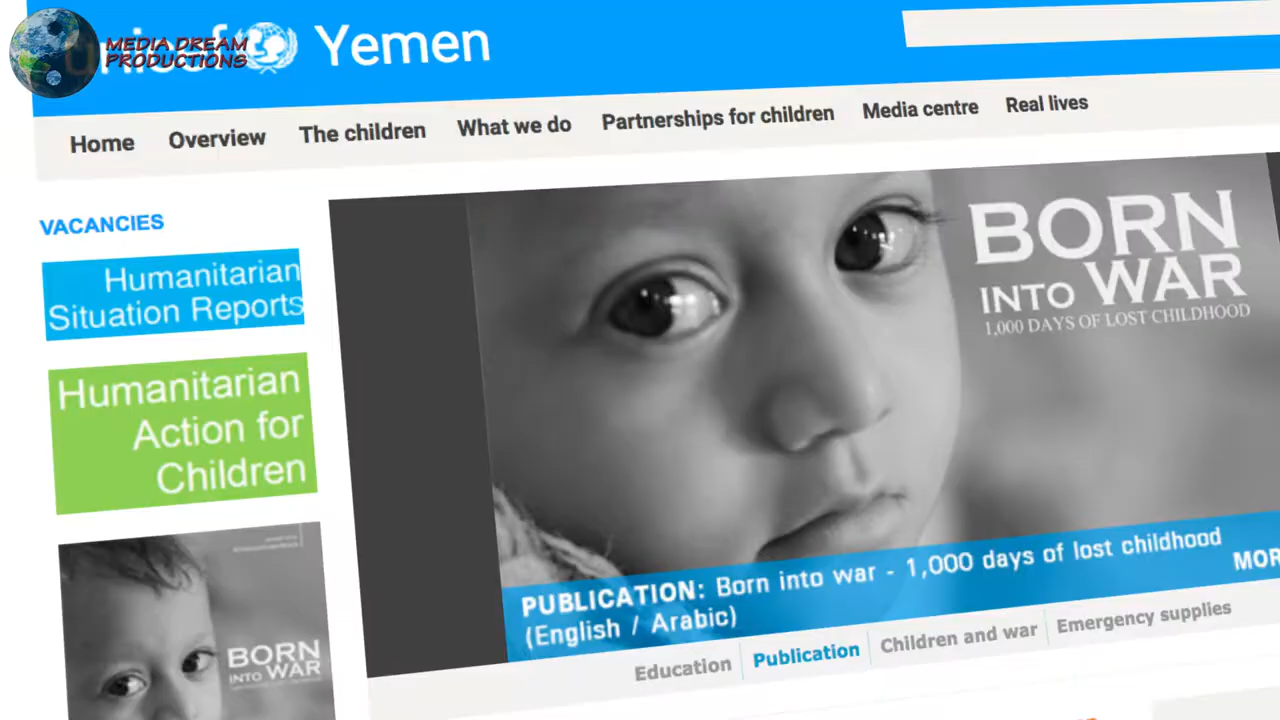 MEDIA DREAM
PRODUCTIONS
unicef Yemen
Home Overview The children What we do Partnerships for children Media centre Real lives
VACANCIES
Humanitarian
Situation Reports
Humanitarian
Action for
Children
BORN
INTO WAR
BORN
INTO WAR
1,000 DAYS OF LOST CHILDHOOD
PUBLICATION: Born into war - 1,000 days of lost childhood
(English / Arabic)
Education Publication Children and war Emergency supplies